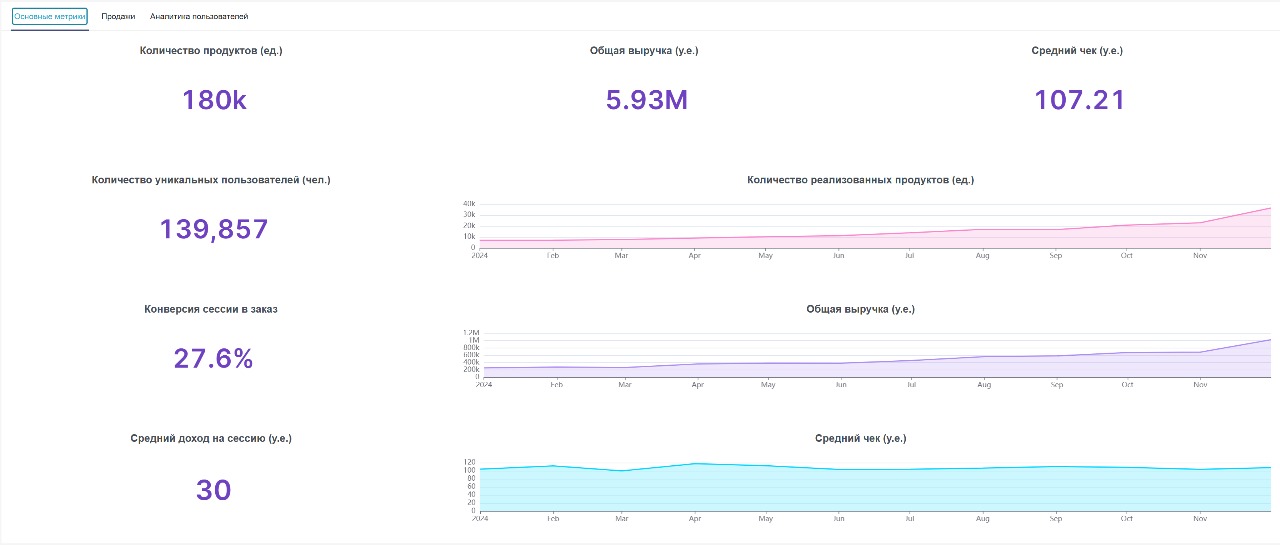 Основные метрики Продажи Аналитика пользователей
Количество продуктов (ед.)
180k
Общая выручка (у.е.)
5.93M
Средний чек (у.е.)
107.21
Количество уникальных пользователей (чел.)
139,857
Количество реализованных продуктов (ед.)
40k
30k
20k
10k
0
2024 Feb Mar Apr May Jun Jul Aug Sep Oct Nov
Конверсия сессии в заказ
27.6%
Общая выручка (у.е.)
1.2M
1M
800k
600k
400k
200k
0
2024 Feb Mar Apr May Jun Jul Aug Sep Oct Nov
Средний доход на сессию (у.е.)
30
Средний чек (у.е.)
120
100
80
60
40
20
0
2024 Feb Mar Apr May Jun Jul Aug Sep Oct Nov